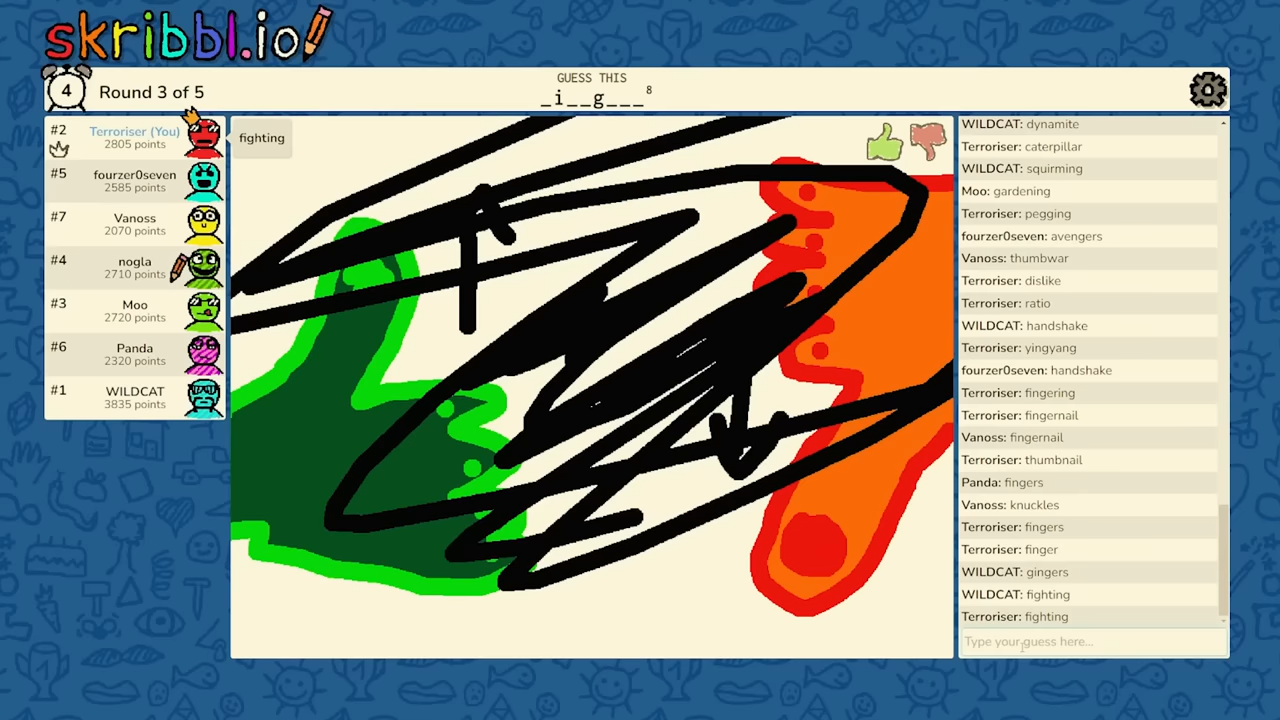 skribbl.io
4
Round 3 of 5
GUESS THIS
_i__g___ 8
#2
Terroriser (You)
2805 points
fighting
#5
fourzer0seven
2585 points
#7
Vanoss
2070 points
#4
nogla
2710 points
#3
Moo
2720 points
#6
Panda
2320 points
#1
WILDCAT
3835 points
WILDCAT: dynamite
Terroriser: caterpillar
WILDCAT: squirming
Moo: gardening
Terroriser: pegging
fourzer0seven: avengers
Vanoss: thumbwar
Terroriser: dislike
Terroriser: ratio
WILDCAT: handshake
Terroriser: yingyang
fourzer0seven: handshake
Terroriser: fingering
Terroriser: fingernail
Vanoss: fingernail
Terroriser: thumbnail
Panda: fingers
Vanoss: knuckles
Terroriser: fingers
Terroriser: finger
WILDCAT: gingers
WILDCAT: fighting
Terroriser: fighting
Type your guess here...